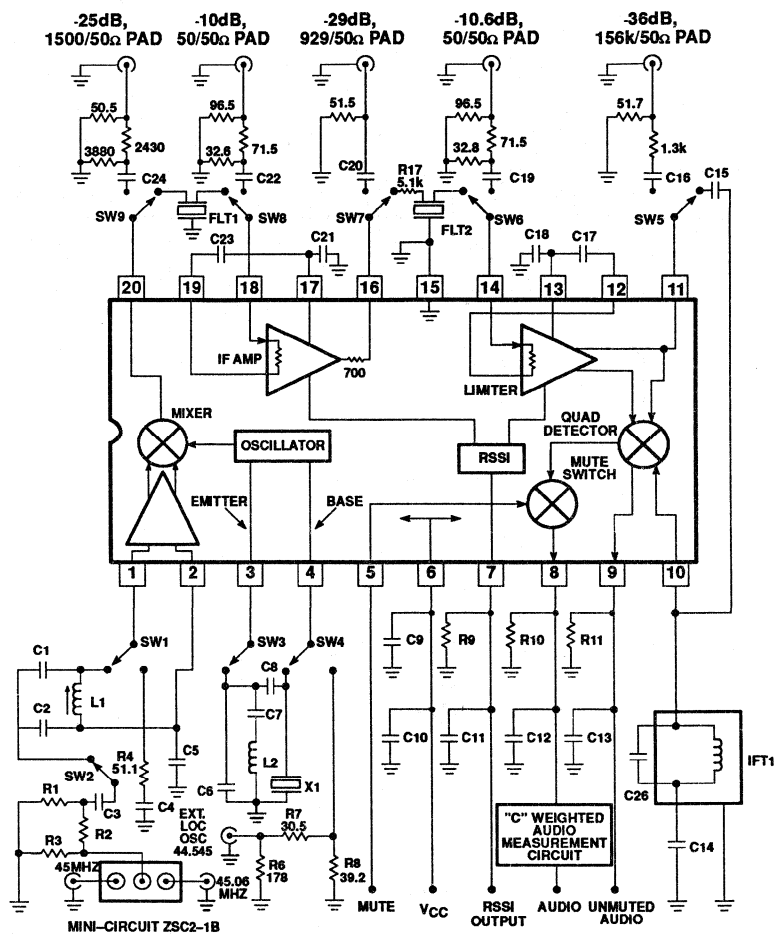 -25dB, -10dB, -29dB, -10.6dB, -36dB,
1500/50Ω PAD 50/50Ω PAD 929/50Ω PAD 50/50Ω PAD 156k/50Ω PAD
50.5 96.5 51.5 96.5 51.7
2430 71.5 71.5 1.3k
3880 32.6 32.8
C24 C22 C20 R17 C19 C16 C15
5.1k
SW9 FLT1 SW8 SW7 FLT2 SW6 SW5
C23 C21 C18 C17
20 19 18 17 16 15 14 13 12 11
IF AMP
700
LIMITER
MIXER
QUAD
DETECTOR
OSCILLATOR
RSSI
MUTE
SWITCH
EMITTER BASE
1 2 3 4 5 6 7 8 9 10
SW1 SW3 SW4
C9 R9 R10 R11
C1 C8
L1 C7
C2
C10 C11 C12 C13
C5
R4
51.1
L2
SW2
C6 X1
IFT1
C26
R1 C3 C4
EXT.
LOC
OSC
44.545
R7
30.5
"C" WEIGHTED
AUDIO
MEASUREMENT
CIRCUIT
R2
R3
C14
R6
178
R8
39.2
45MHZ 45.06
MHZ
MUTE VCC RSSI
OUTPUT
AUDIO UNMUTED
AUDIO
MINI–CIRCUIT ZSC2–1B